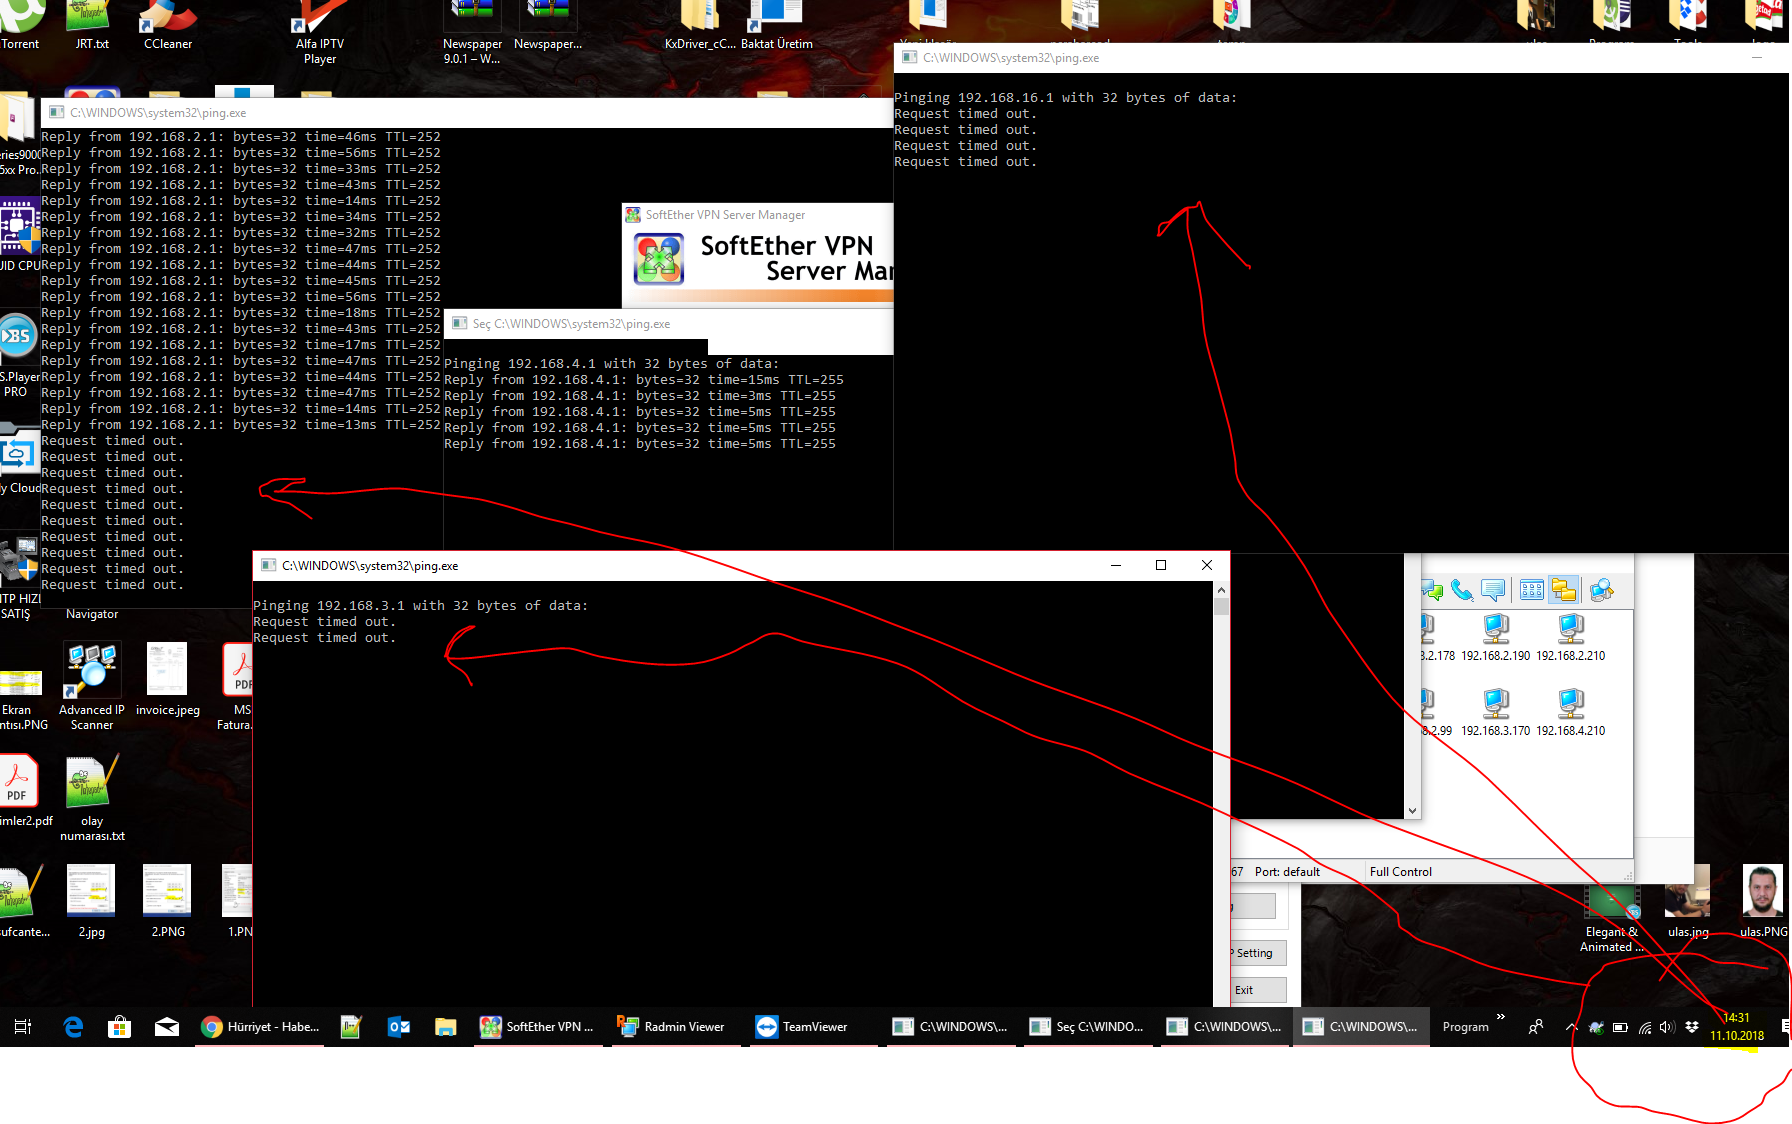 Torrent
JRT.txt
CCleaner
Alfa IPTV
Player
Newspaper
9.0.1 – W...
Newspaper...
KxDriver_cC...
Baktat Üretim
C:\WINDOWS\system32\ping.exe
Pinging 192.168.16.1 with 32 bytes of data:
Request timed out.
Request timed out.
Request timed out.
Request timed out.
C:\WINDOWS\system32\ping.exe
Reply from 192.168.2.1: bytes=32 time=46ms TTL=252
Reply from 192.168.2.1: bytes=32 time=56ms TTL=252
Reply from 192.168.2.1: bytes=32 time=33ms TTL=252
Reply from 192.168.2.1: bytes=32 time=43ms TTL=252
Reply from 192.168.2.1: bytes=32 time=14ms TTL=252
Reply from 192.168.2.1: bytes=32 time=34ms TTL=252
Reply from 192.168.2.1: bytes=32 time=32ms TTL=252
Reply from 192.168.2.1: bytes=32 time=47ms TTL=252
Reply from 192.168.2.1: bytes=32 time=44ms TTL=252
Reply from 192.168.2.1: bytes=32 time=45ms TTL=252
Reply from 192.168.2.1: bytes=32 time=56ms TTL=252
Reply from 192.168.2.1: bytes=32 time=18ms TTL=252
Reply from 192.168.2.1: bytes=32 time=43ms TTL=252
Reply from 192.168.2.1: bytes=32 time=17ms TTL=252
Reply from 192.168.2.1: bytes=32 time=47ms TTL=252
Reply from 192.168.2.1: bytes=32 time=44ms TTL=252
Reply from 192.168.2.1: bytes=32 time=47ms TTL=252
Reply from 192.168.2.1: bytes=32 time=14ms TTL=252
Reply from 192.168.2.1: bytes=32 time=13ms TTL=252
Request timed out.
Request timed out.
Request timed out.
Request timed out.
Request timed out.
Request timed out.
Request timed out.
Request timed out.
Request timed out.
Request timed out.
SoftEther VPN Server Manager
SoftEther VPN
Server Ma
Seç C:\WINDOWS\system32\ping.exe
Pinging 192.168.4.1 with 32 bytes of data:
Reply from 192.168.4.1: bytes=32 time=15ms TTL=255
Reply from 192.168.4.1: bytes=32 time=3ms TTL=255
Reply from 192.168.4.1: bytes=32 time=5ms TTL=255
Reply from 192.168.4.1: bytes=32 time=5ms TTL=255
Reply from 192.168.4.1: bytes=32 time=5ms TTL=255
C:\WINDOWS\system32\ping.exe
Pinging 192.168.3.1 with 32 bytes of data:
Request timed out.
Request timed out.
eries9000
5xx Pro...
UID CPU
S.Player
PRO
y Cloud
HTP HIZL
SATIŞ
Navigator
Ekran
ntısı.PNG
Advanced IP
Scanner
invoice.jpeg
PDF
MS
Fatura.
PDF
imler2.pdf
olay
numarası.txt
sufcante...
2.jpg
2.PNG
1.PN
8.2.178
192.168.2.190
192.168.2.210
8.2.99
192.168.3.170
192.168.4.210
67
Port: default
Full Control
P Setting
Exit
Elegant &
Animated ...
ulas.jpg
ulas.PNG
Hürriyet - Habe...
SoftEther VPN ...
Radmin Viewer
TeamViewer
C:\WINDOWS\...
Seç C:\WINDO...
C:\WINDOWS\...
C:\WINDOWS\...
Program
14:31
11.10.2018